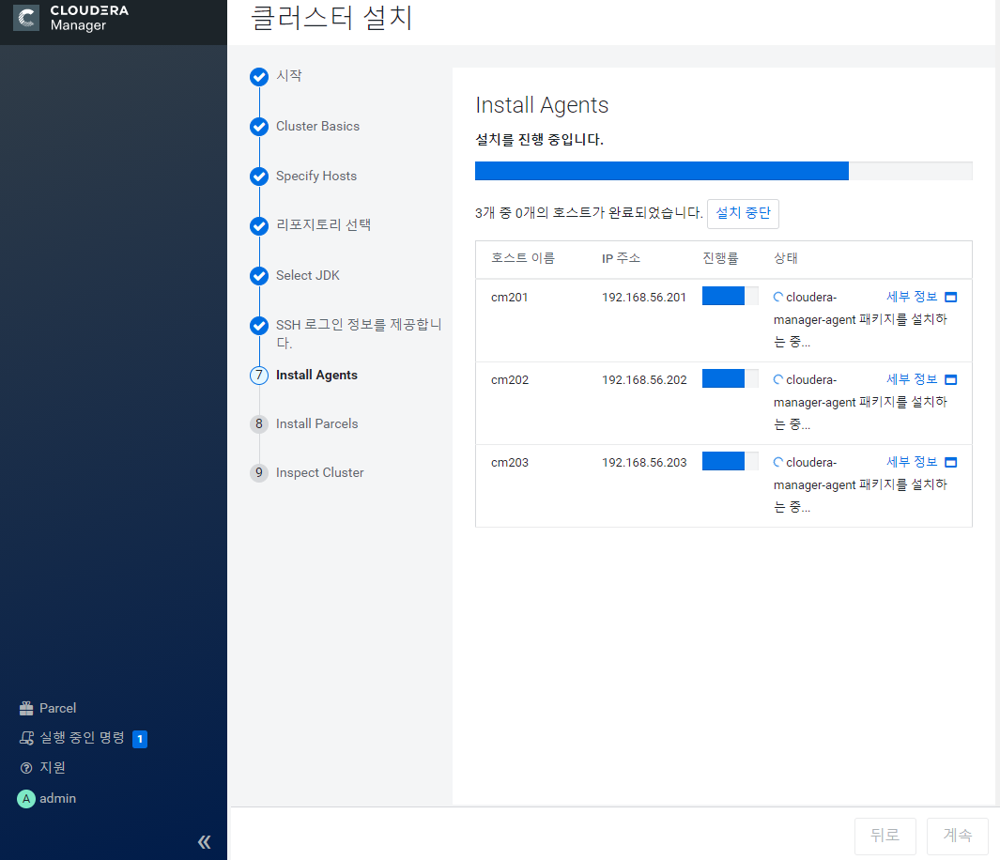 CLOUDERA
Manager
클러스터 설치
시작
Cluster Basics
Specify Hosts
리포지토리 선택
Select JDK
SSH 로그인 정보를 제공합니
다.
7 Install Agents
8 Install Parcels
9 Inspect Cluster
Install Agents
설치를 진행 중입니다.
3개 중 0개의 호스트가 완료되었습니다. 설치 중단
호스트 이름 IP 주소 진행률 상태
cm201 192.168.56.201 cloudera- 세부 정보
manager-agent 패키지를 설치하
는 중...
cm202 192.168.56.202 cloudera- 세부 정보
manager-agent 패키지를 설치하
는 중...
cm203 192.168.56.203 cloudera- 세부 정보
manager-agent 패키지를 설치하
는 중...
Parcel
실행 중인 명령 1
지원
A admin
뒤로 계속